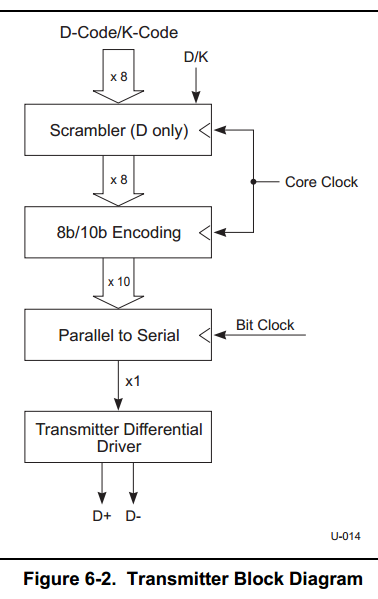 D-Code/K-Code
D/K
x 8
Scrambler (D only)
x 8
Core Clock
8b/10b Encoding
x 10
Bit Clock
Parallel to Serial
x1
Transmitter Differential
Driver
D+ D-
U-014
Figure 6-2. Transmitter Block Diagram